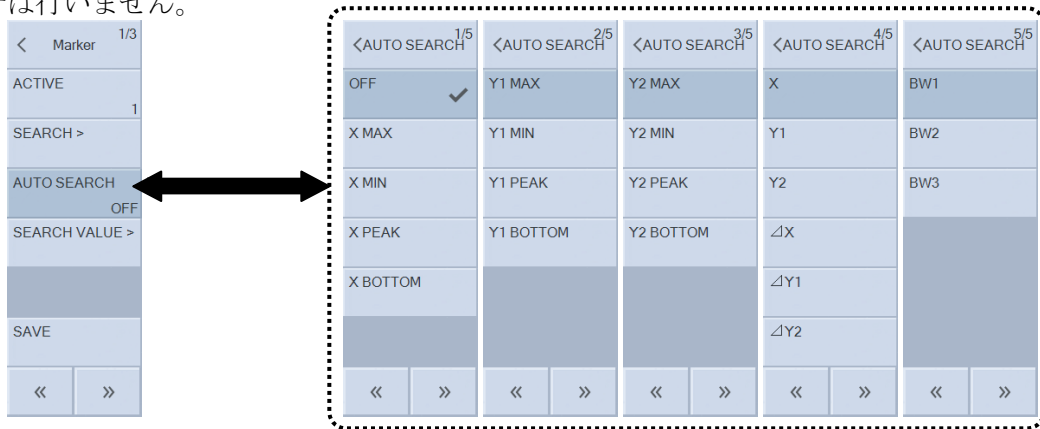 は行いません。
< Marker 1/3
ACTIVE
1
SEARCH >
AUTO SEARCH
OFF
SEARCH VALUE >
SAVE
« »
<AUTO SEARCH 1/5
OFF ✓
X MAX
X MIN
X PEAK
X BOTTOM
« »
<AUTO SEARCH 2/5
Y1 MAX
Y1 MIN
Y1 PEAK
Y1 BOTTOM
« »
<AUTO SEARCH 3/5
Y2 MAX
Y2 MIN
Y2 PEAK
Y2 BOTTOM
« »
<AUTO SEARCH 4/5
X
Y1
Y2
⊿X
⊿Y1
⊿Y2
« »
<AUTO SEARCH 5/5
BW1
BW2
BW3
« »